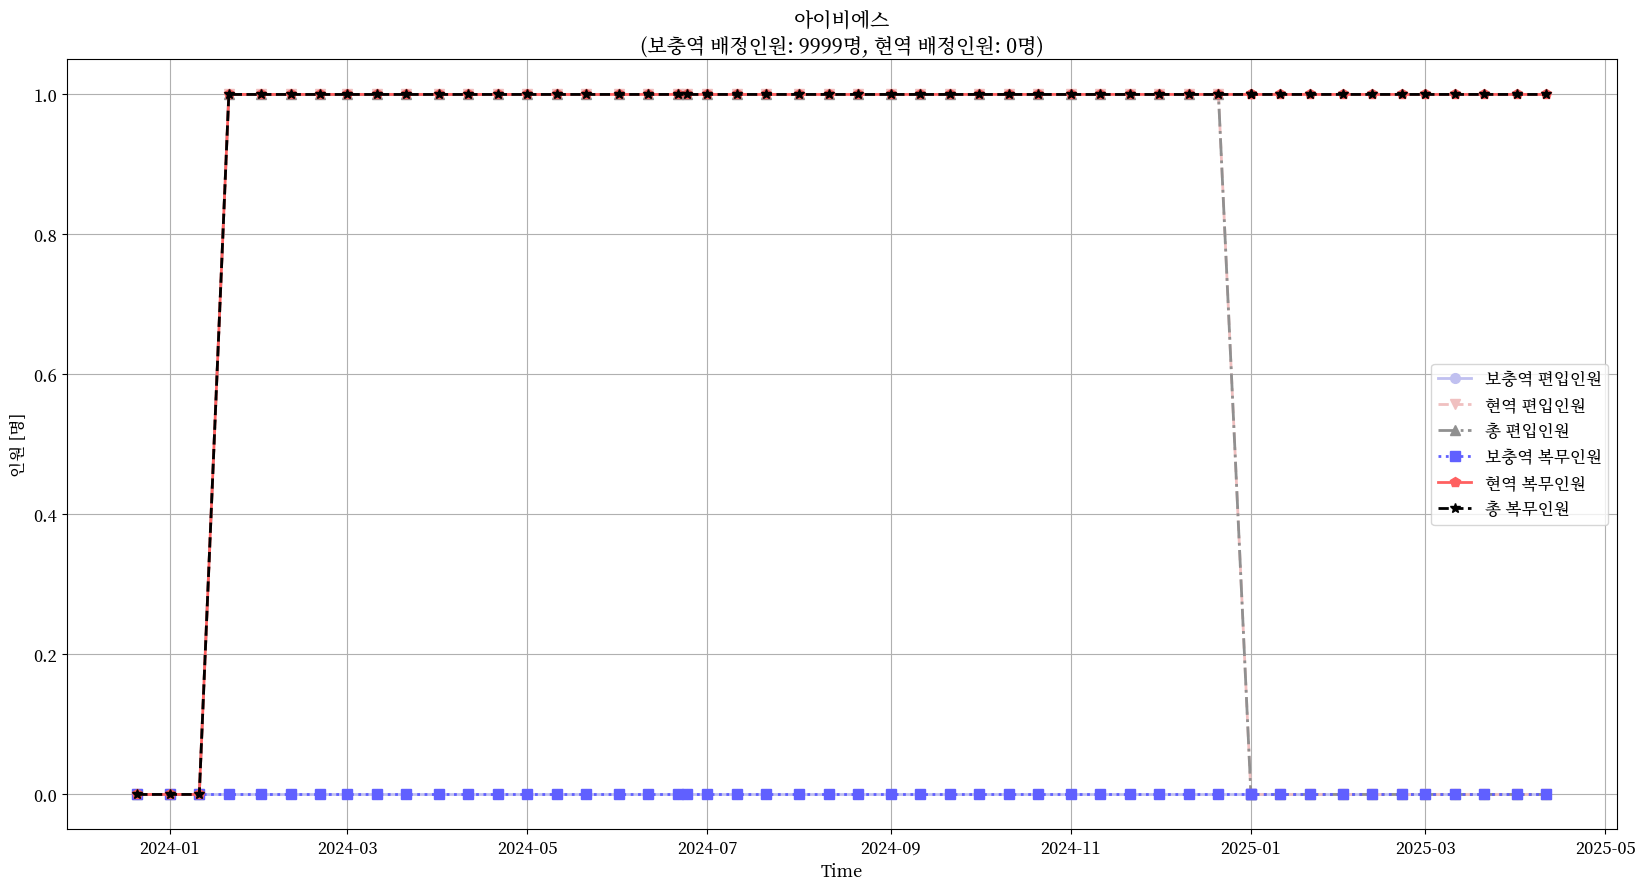 아이비에스
(보충역 배정인원: 9999명, 현역 배정인원: 0명)
인원 [명]
1.0
0.8
0.6
0.4
0.2
0.0
보충역 편입인원
현역 편입인원
총 편입인원
보충역 복무인원
현역 복무인원
총 복무인원
2024-01 2024-03 2024-05 2024-07 2024-09 2024-11 2025-01 2025-03 2025-05
Time